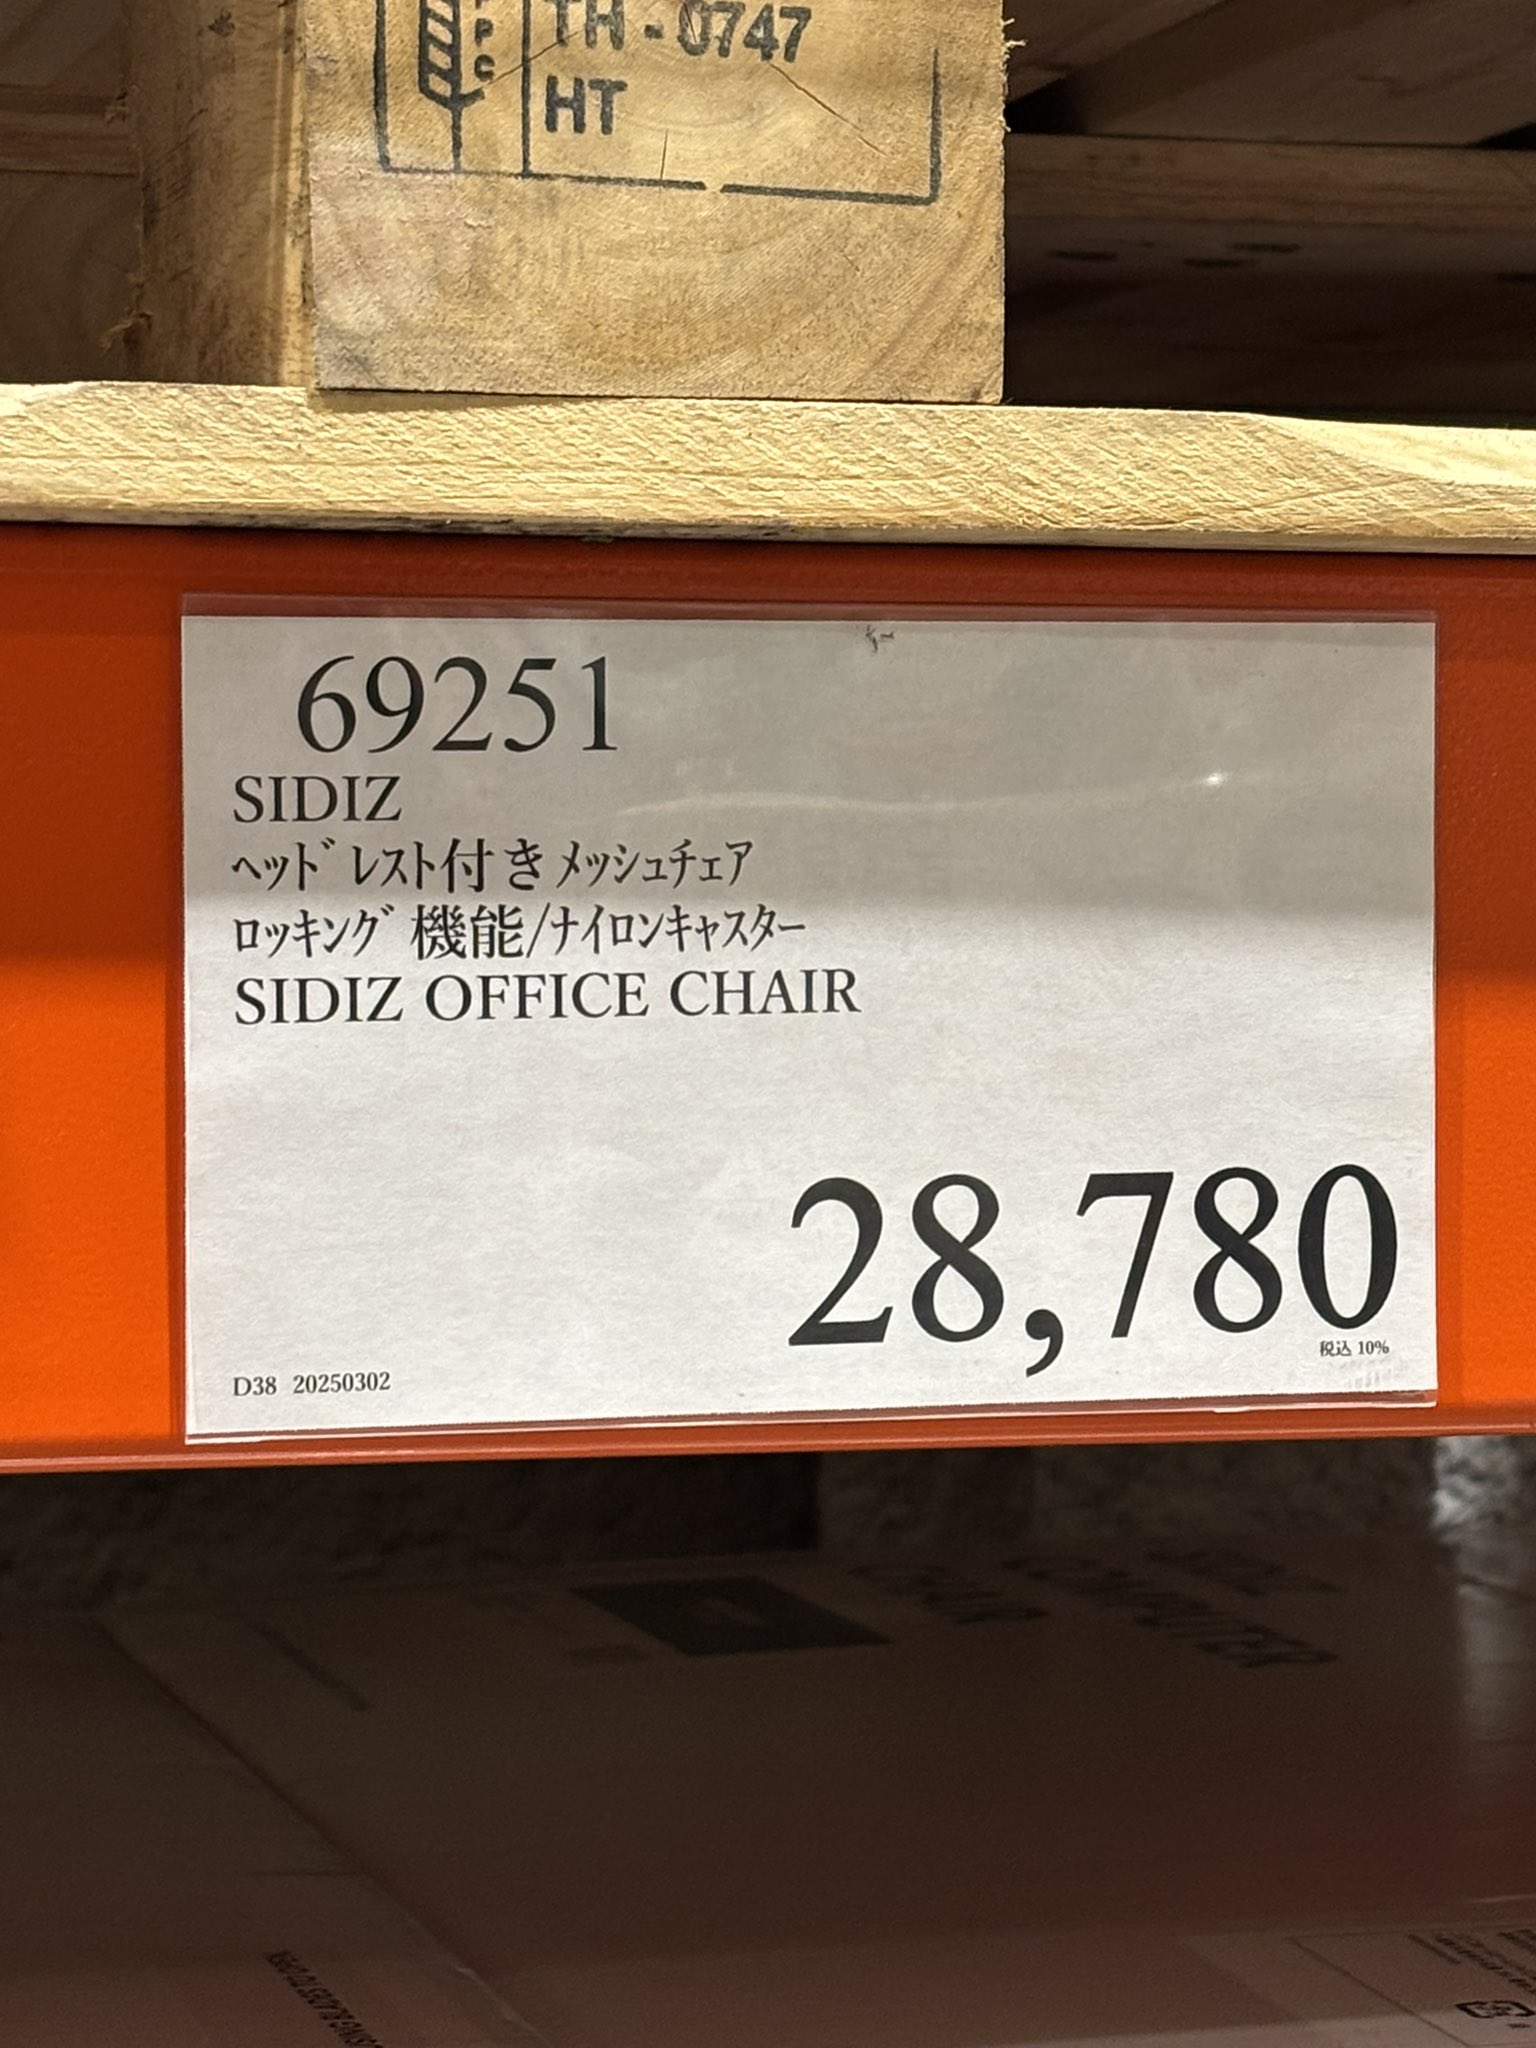 TH-0747
HT
69251
SIDIZ
ﾍｯﾄﾞﾚｽﾄ付きﾒｯｼｭﾁｪｱ
ﾛｯｷﾝｸﾞ機能/ﾅｲﾛﾝｷｬｽﾀｰ
SIDIZ OFFICE CHAIR
28,780
税込 10%
D38 20250302
CHAIR
COMPUTER